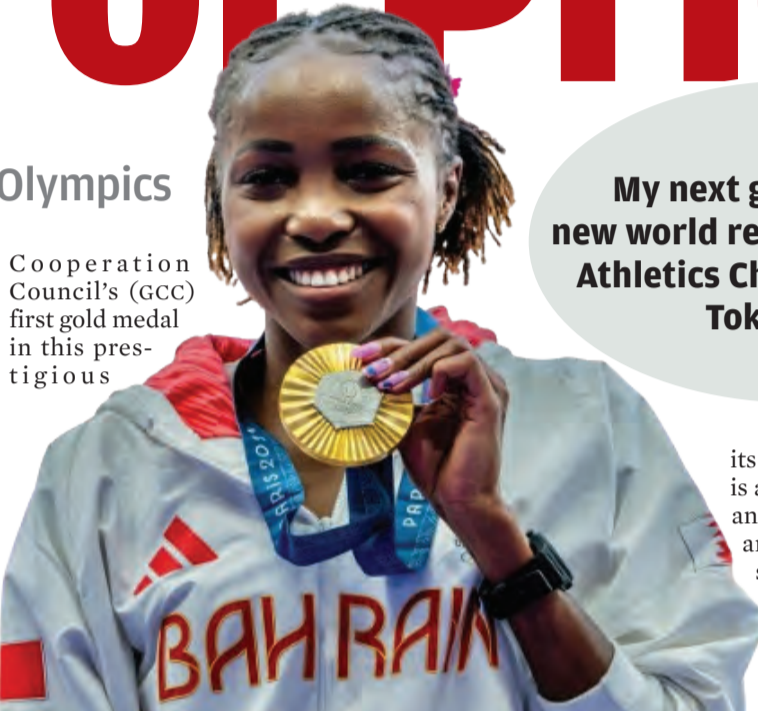 Olympics
Cooperation
Council's (GCC)
first gold medal
in this pres-
tigious
My next g
new world re
Athletics Ch
Tok
its
is a
an
ar
s
PARIS 20
PAR
BAHRAIN